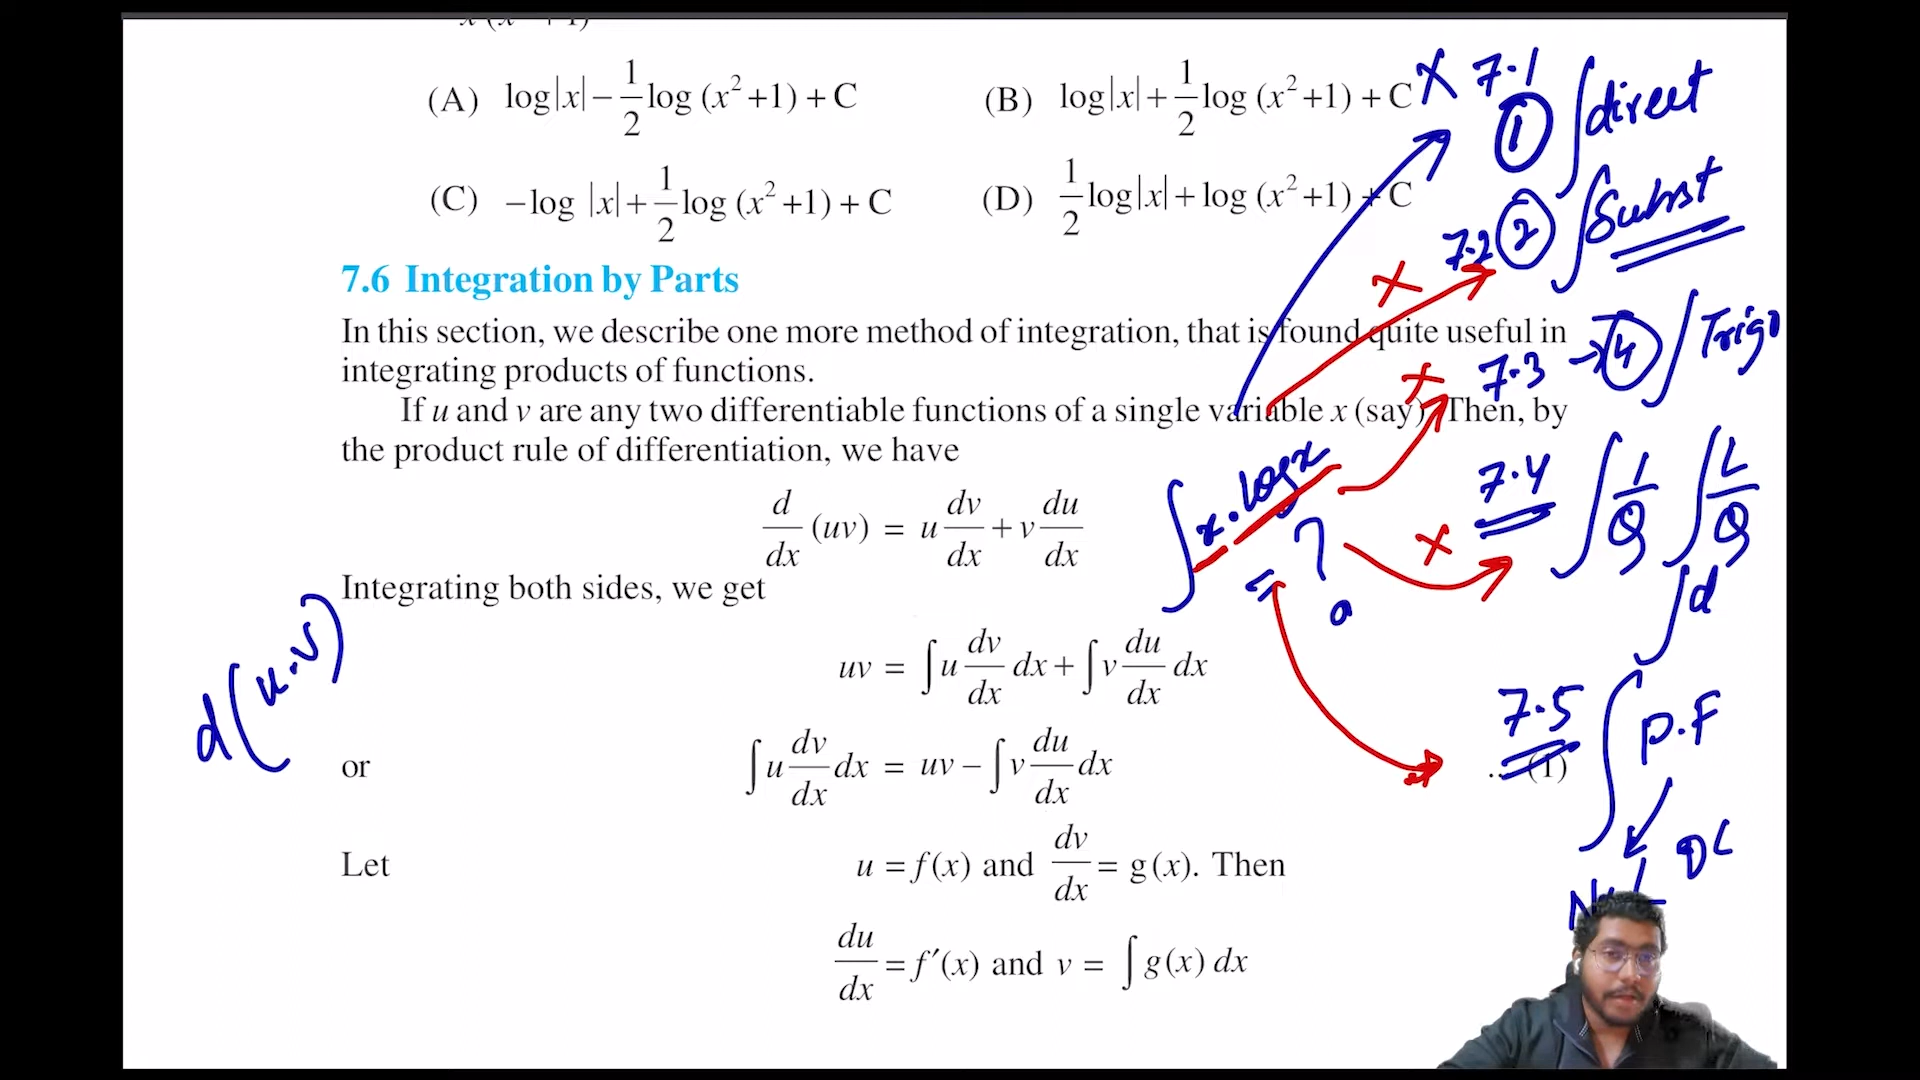 (A) log|x| − 1/2 log (x² +1) + C (B) log|x| + 1/2 log (x² +1) + C
(C) −log |x| + 1/2 log (x² +1) + C (D) 1/2 log|x| + log (x² +1) + C
7.6 Integration by Parts
In this section, we describe one more method of integration, that is found quite useful in
integrating products of functions.
If u and v are any two differentiable functions of a single variable x (say). Then, by
the product rule of differentiation, we have
d/dx (uv) = u dv/dx + v du/dx
Integrating both sides, we get
uv = ∫ u dv/dx dx + ∫ v du/dx dx
or ∫ u dv/dx dx = uv − ∫ v du/dx dx ... (1)
Let u = f(x) and dv/dx = g(x). Then
du/dx = f′(x) and v = ∫ g(x) dx
d(u·v)
∫ x·logx
= ?
X 7.1
① ∫ direct
7.2 ② ∫ Subst
X
7.3 → ④ ∫ Trigo
X
7.4 ∫ 1/Q ∫ L/Q
X
∫ d
7.5 ∫ P.F